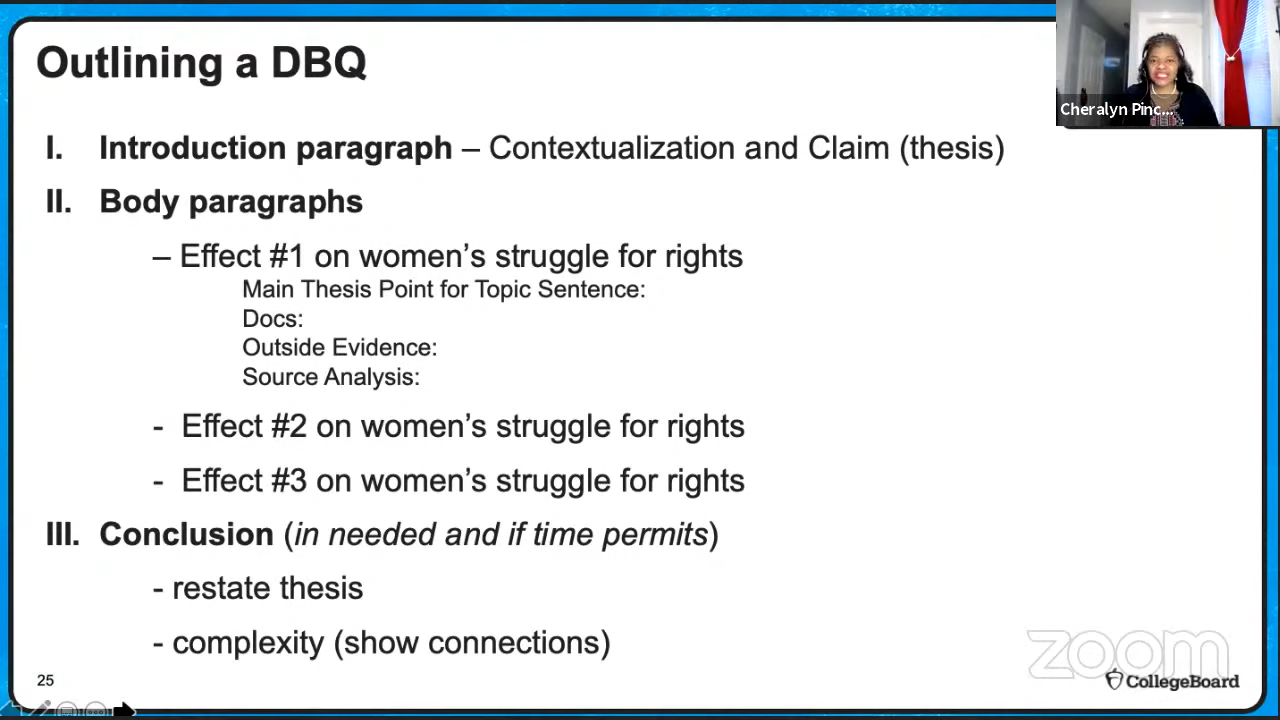 Outlining a DBQ
Cheralyn Pinc...
I. Introduction paragraph – Contextualization and Claim (thesis)
II. Body paragraphs
– Effect #1 on women’s struggle for rights
Main Thesis Point for Topic Sentence:
Docs:
Outside Evidence:
Source Analysis:
- Effect #2 on women’s struggle for rights
- Effect #3 on women’s struggle for rights
III. Conclusion (in needed and if time permits)
- restate thesis
- complexity (show connections)
zoom
25
CollegeBoard